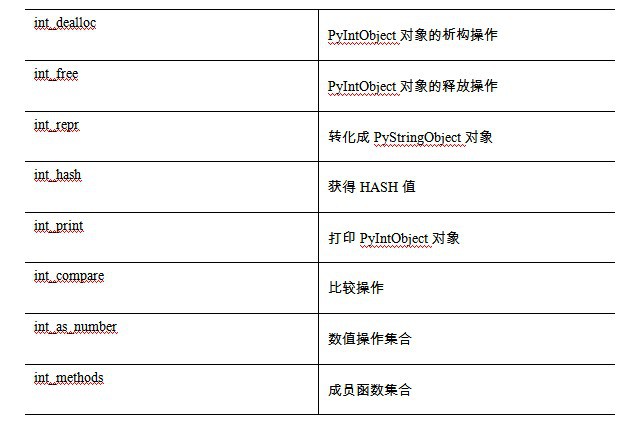 int_dealloc
PyIntObject 对象的析构操作
int_free
PyIntObject 对象的释放操作
int_repr
转化成 PyStringObject 对象
int_hash
获得 HASH 值
int_print
打印 PyIntObject 对象
int_compare
比较操作
int_as_number
数值操作集合
int_methods
成员函数集合